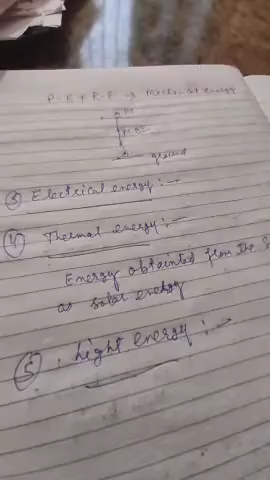 P.E + K.E = Mechanical energy
ground
③ Electrical energy :-
④ Thermal energy :-
Energy obtained from the
as solar energy
⑤ Light energy :-